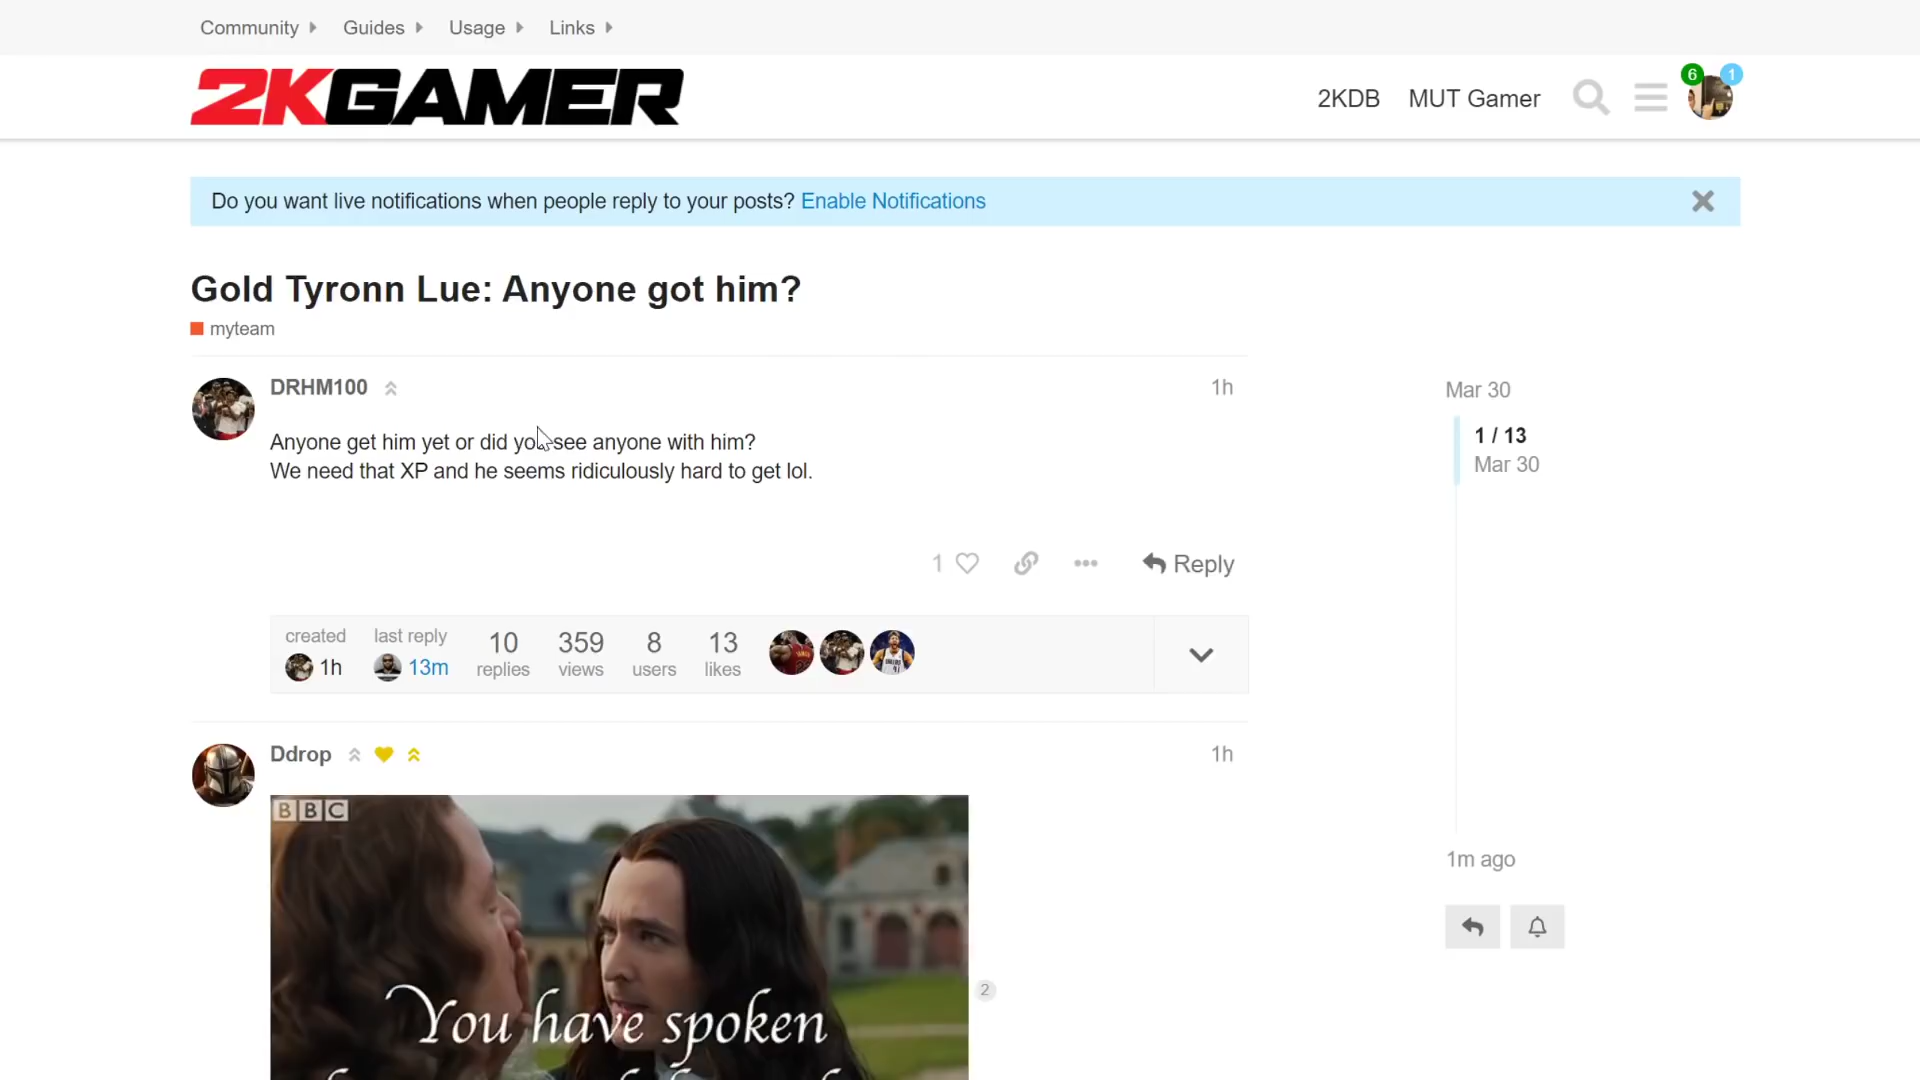 Community Guides Usage Links
2KGAMER
2KDB MUT Gamer
6 1
Do you want live notifications when people reply to your posts? Enable Notifications
Gold Tyronn Lue: Anyone got him?
myteam
DRHM100 1h
Anyone get him yet or did you see anyone with him?
We need that XP and he seems ridiculously hard to get lol.
1 Reply
created last reply 10 359 8 13
1h 13m replies views users likes
Mar 30
1 / 13
Mar 30
1m ago
Ddrop 1h
BBC
You have spoken
2